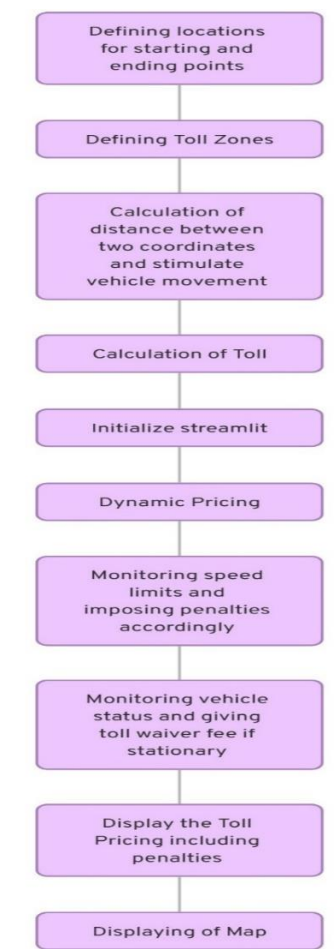 Defining locations
for starting and
ending points
Defining Toll Zones
Calculation of
distance between
two coordinates
and stimulate
vehicle movement
Calculation of Toll
Initialize streamlit
Dynamic Pricing
Monitoring speed
limits and
imposing penalties
accordingly
Monitoring vehicle
status and giving
toll waiver fee if
stationary
Display the Toll
Pricing including
penalties
Displaying of Map